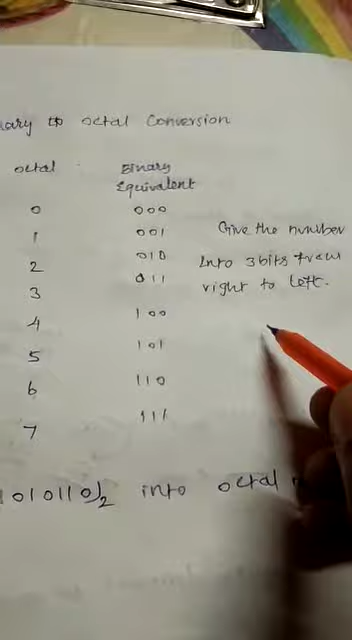 nary to octal Conversion
octal Binary Equivalent
0 000
1 001
2 010
3 011
4 100
5 101
6 110
7 111
Give the number
into 3 bits from
right to left.
1010110)2 into octal